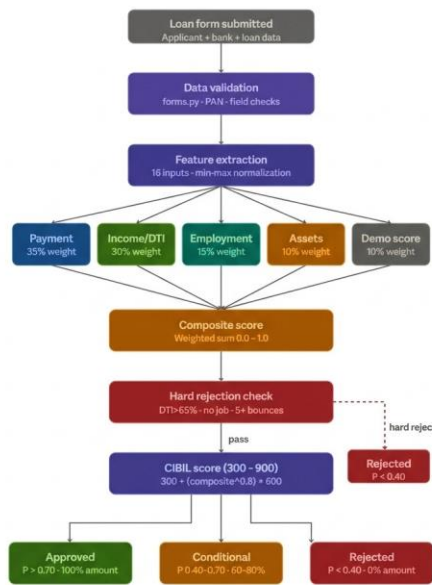 Loan form submitted
Applicant + bank + loan data
Data validation
forms.py - PAN - field checks
Feature extraction
16 inputs - min-max normalization
Payment
35% weight
Income/DTI
30% weight
Employment
15% weight
Assets
10% weight
Demo score
10% weight
Composite score
Weighted sum 0.0 - 1.0
Hard rejection check
DTI>65% - no job - 5+ bounces
hard rejec
pass
Rejected
P < 0.40
CIBIL score (300 - 900)
300 + (composite^0.8) * 600
Approved
P > 0.70 - 100% amount
Conditional
P 0.40-0.70 - 60-80%
Rejected
P < 0.40 - 0% amount